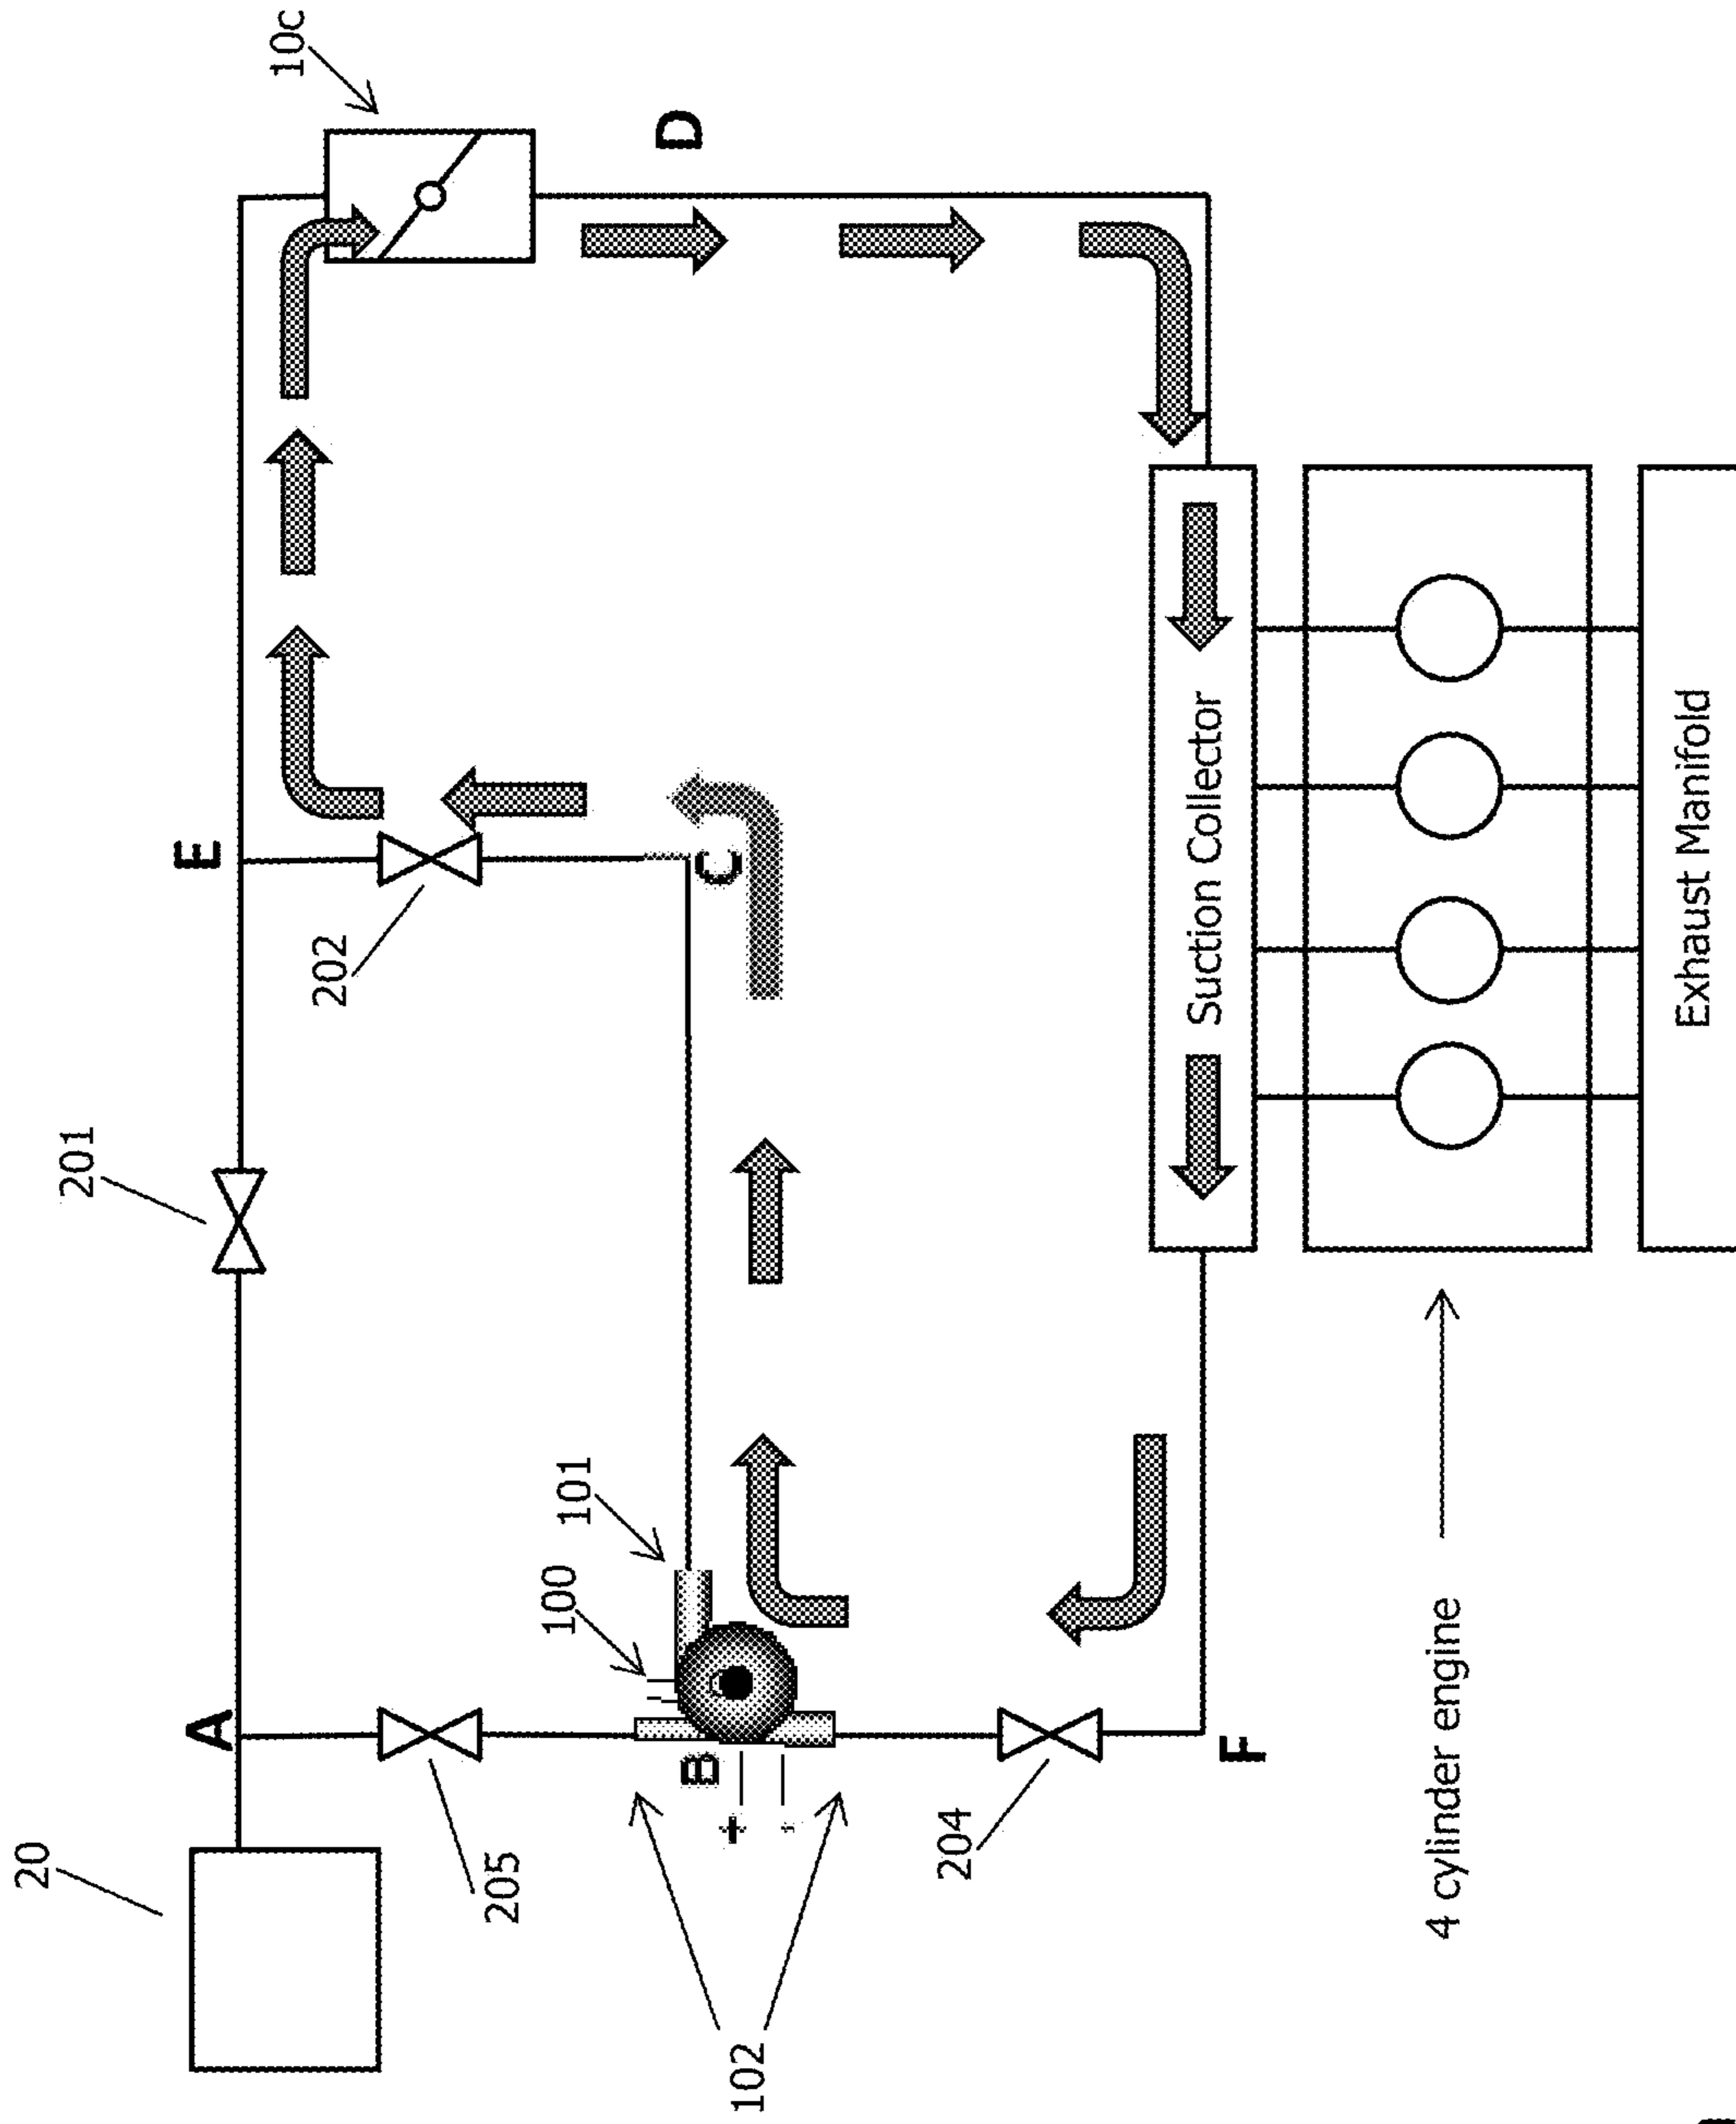 20
A
201
E
10c
205
202
D
100
101
B
C
+
-
102
204
F
Suction Collector
4 cylinder engine
Exhaust Manifold